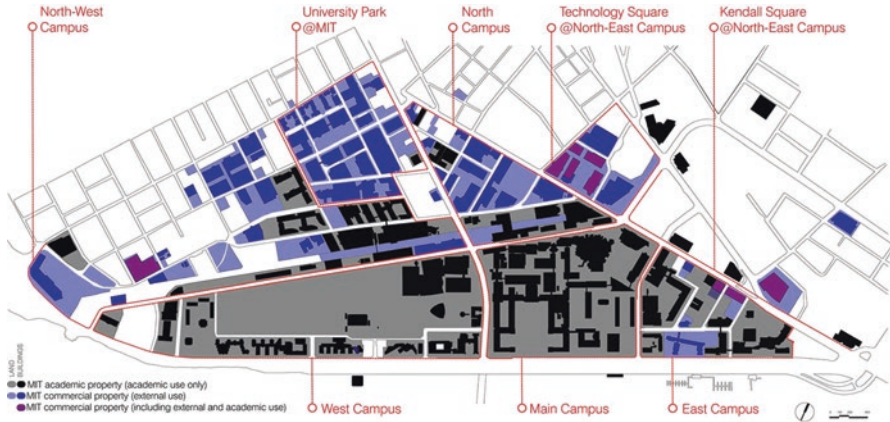 North-West
Campus
University Park
@MIT
North
Campus
Technology Square
@North-East Campus
Kendall Square
@North-East Campus
LAND
BUILDINGS
MIT academic property (academic use only)
MIT commercial property (external use)
MIT commercial property (including external and academic use)
West Campus
Main Campus
East Campus